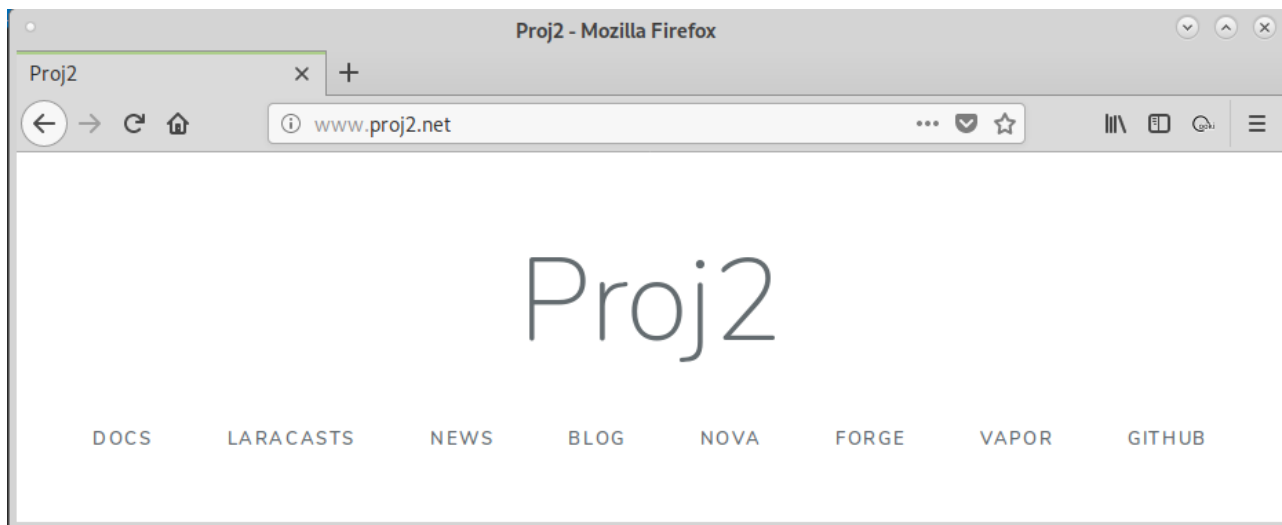 Proj2 - Mozilla Firefox
Proj2
www.proj2.net
Proj2
DOCS LARACASTS NEWS BLOG NOVA FORGE VAPOR GITHUB